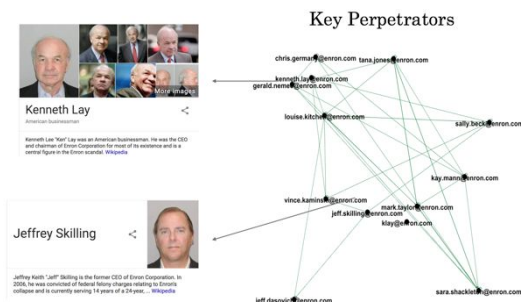 Key Perpetrators
More images
Kenneth Lay
American businessman
Kenneth Lee "Ken" Lay was an American businessman. He was the CEO
and chairman of Enron Corporation for most of its existence and is a
central figure in the Enron scandal. Wikipedia
Jeffrey Skilling
Jeffrey Keith "Jeff" Skilling is the former CEO of Enron Corporation. In
2006, he was convicted of federal felony charges relating to Enron's
collapse and is currently serving 14 years of a 24-year, ... Wikipedia
chris.germany@enron.com
tana.jones@enron.com
kenneth.lay@enron.com
gerald.nemec@enron.com
louise.kitchen@enron.com
sally.beck@enron.com
kay.mann@enron.com
vince.kaminski@enron.com
mark.taylor@enron.com
jeff.skilling@enron.com
klay@enron.com
sara.shackleton@enron.com
jeff.dasovich@enron.com